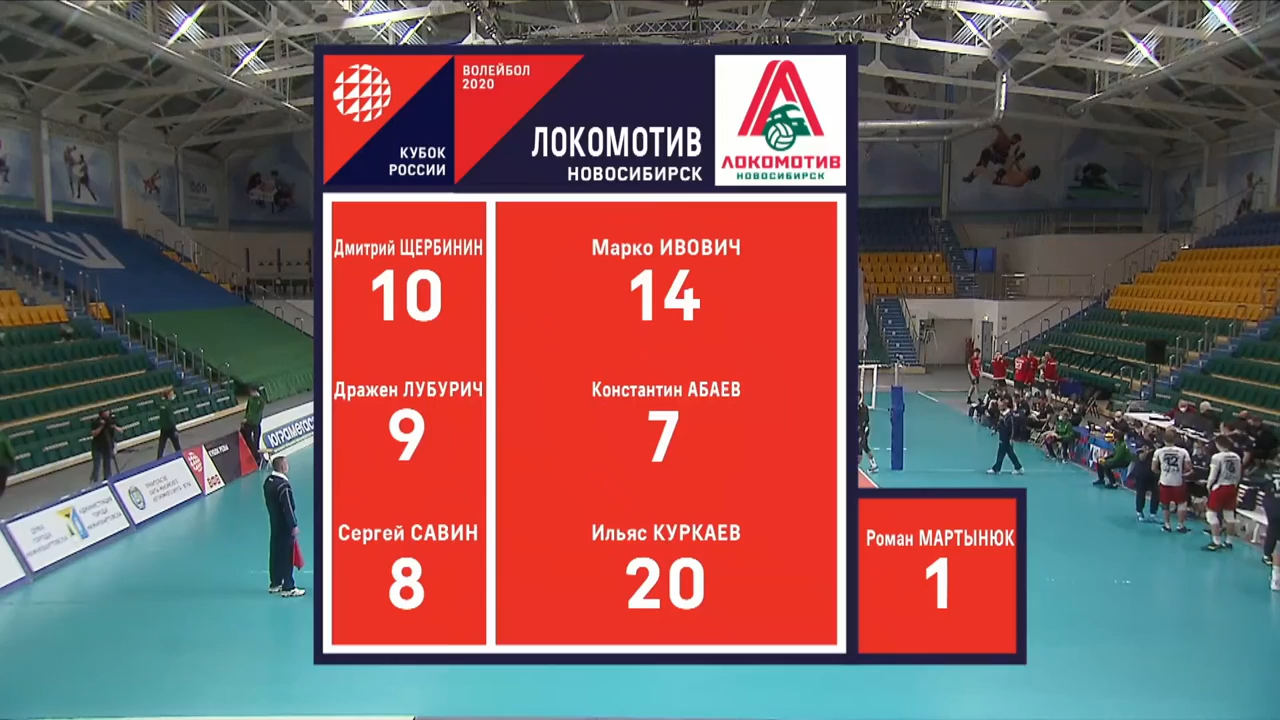 ВОЛЕЙБОЛ
2020
КУБОК
РОССИИ
ЛОКОМОТИВ
НОВОСИБИРСК
ЛОКОМОТИВ
НОВОСИБИРСК
Дмитрий ЩЕРБИНИН
10
Марко ИВОВИЧ
14
Дражен ЛУБУРИЧ
9
Константин АБАЕВ
7
Сергей САВИН
8
Ильяс КУРКАЕВ
20
Роман МАРТЫНЮК
1